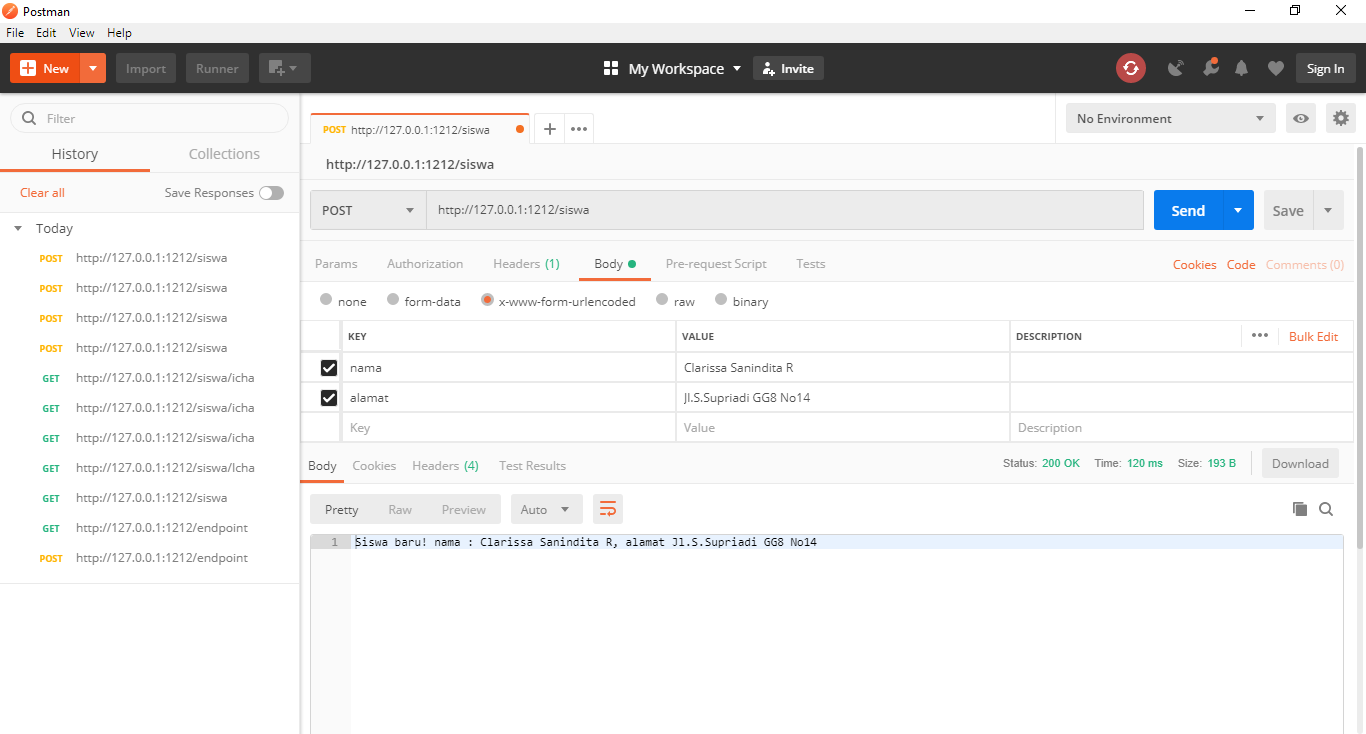 Postman
File Edit View Help
New Import Runner My Workspace Invite Sign In
Filter
History Collections
Clear all Save Responses
Today
POST http://127.0.0.1:1212/siswa
POST http://127.0.0.1:1212/siswa
POST http://127.0.0.1:1212/siswa
POST http://127.0.0.1:1212/siswa
GET http://127.0.0.1:1212/siswa/icha
GET http://127.0.0.1:1212/siswa/icha
GET http://127.0.0.1:1212/siswa/icha
GET http://127.0.0.1:1212/siswa/Icha
GET http://127.0.0.1:1212/siswa
GET http://127.0.0.1:1212/endpoint
POST http://127.0.0.1:1212/endpoint
POST http://127.0.0.1:1212/siswa No Environment
http://127.0.0.1:1212/siswa
POST http://127.0.0.1:1212/siswa Send Save
Params Authorization Headers (1) Body Pre-request Script Tests Cookies Code Comments (0)
none form-data x-www-form-urlencoded raw binary
KEY VALUE DESCRIPTION Bulk Edit
nama Clarissa Sanindita R
alamat Jl.S.Supriadi GG8 No14
Key Value Description
Body Cookies Headers (4) Test Results Status: 200 OK Time: 120 ms Size: 193 B Download
Pretty Raw Preview Auto
1 Siswa baru! nama : Clarissa Sanindita R, alamat Jl.S.Supriadi GG8 No14